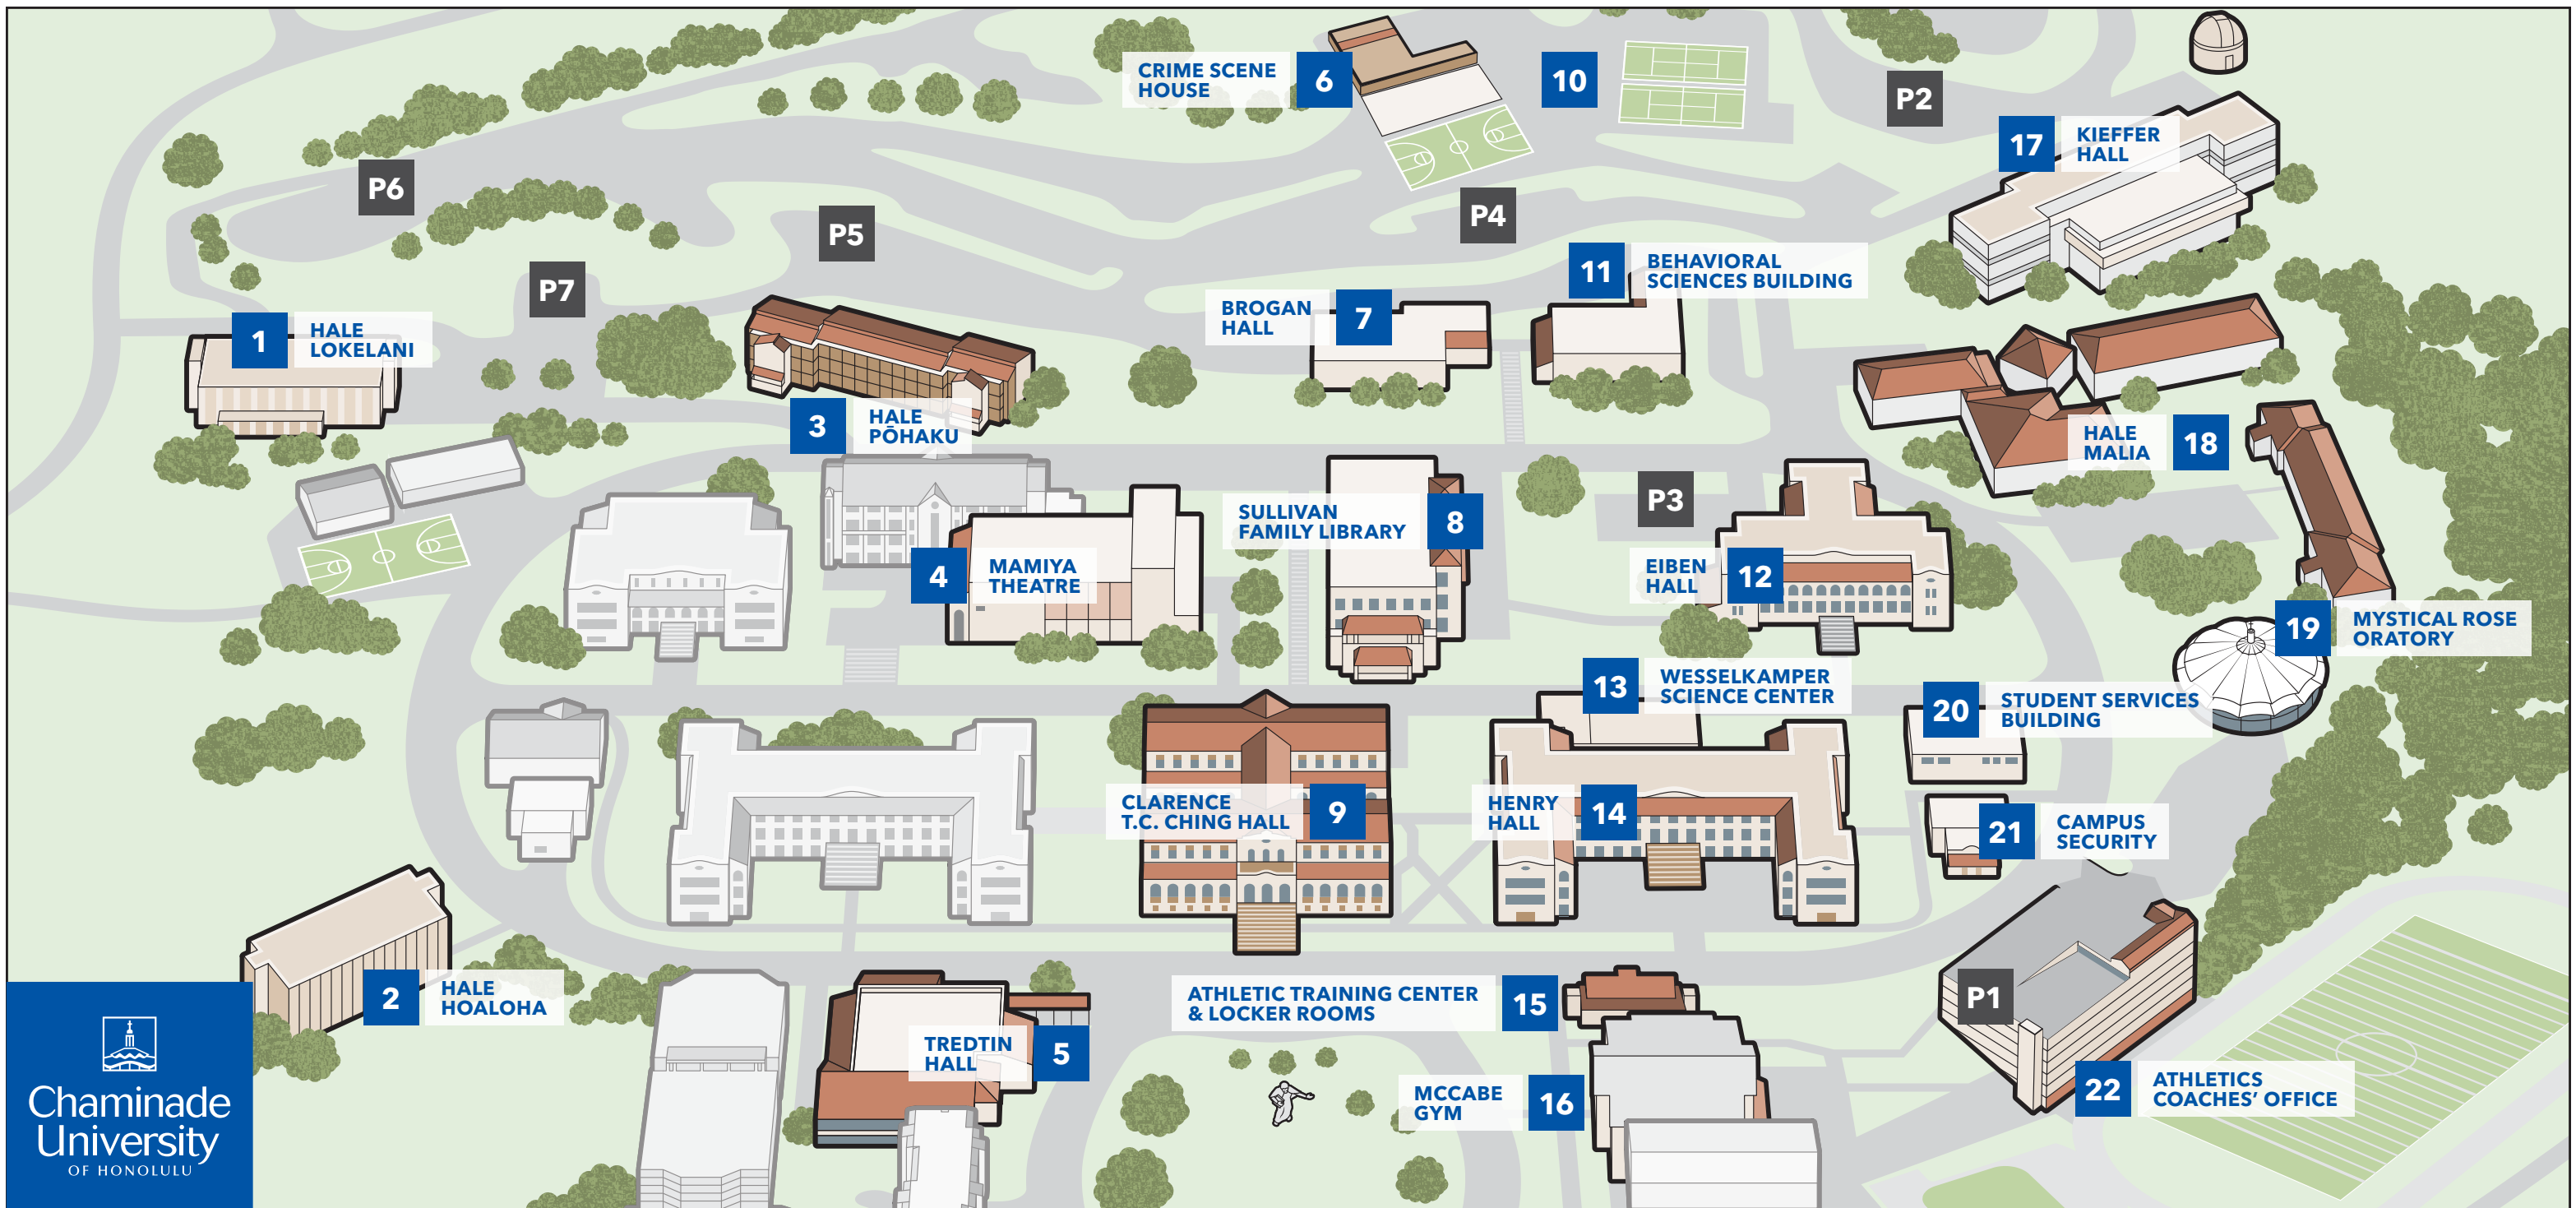 CRIME SCENE
HOUSE
6
10
P2
17
KIEFFER
HALL
P6
P5
P4
P7
11
BEHAVIORAL
SCIENCES BUILDING
BROGAN
HALL
7
1
HALE
LOKELANI
3
HALE
PŌHAKU
HALE
MALIA
18
SULLIVAN
FAMILY LIBRARY
8
P3
4
MAMIYA
THEATRE
EIBEN
HALL
12
19
MYSTICAL ROSE
ORATORY
13
WESSELKAMPER
SCIENCE CENTER
20
STUDENT SERVICES
BUILDING
CLARENCE
T.C. CHING HALL
9
HENRY
HALL
14
21
CAMPUS
SECURITY
2
HALE
HOALOHA
ATHLETIC TRAINING CENTER
& LOCKER ROOMS
15
P1
TREDTIN
HALL
5
MCCABE
GYM
16
22
ATHLETICS
COACHES’ OFFICE
Chaminade
University
OF HONOLULU